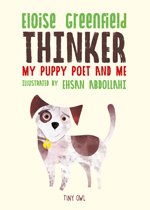 Eloise Greenfield
THINKER
MY PUPPY POET AND ME
ILLUSTRATED BY EHSAN ABDOLLAHI
TINY OWL